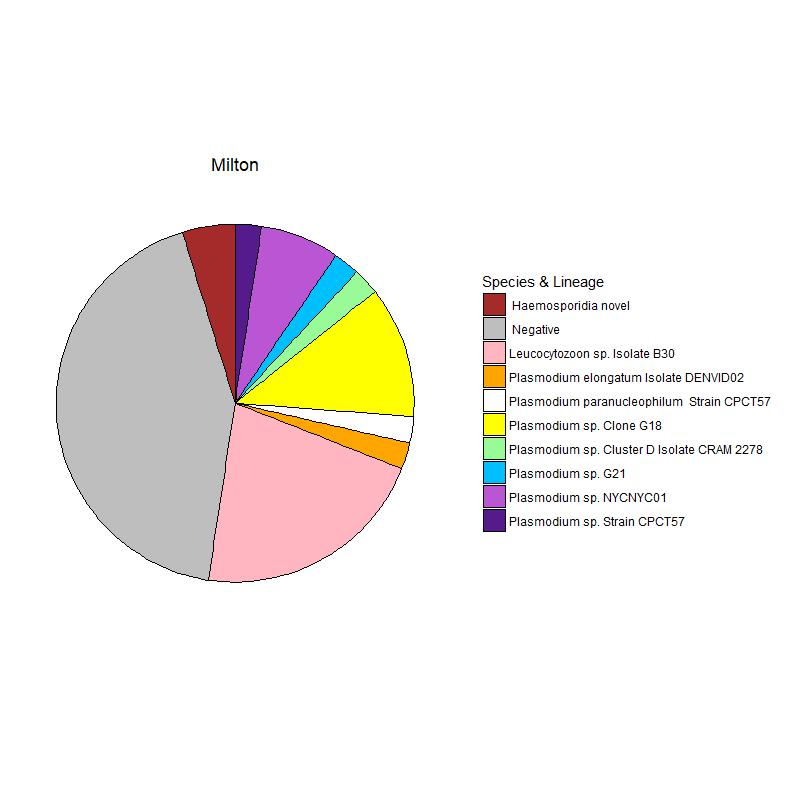 Milton
Species & Lineage
Haemosporidia novel
Negative
Leucocytozoon sp. Isolate B30
Plasmodium elongatum Isolate DENVID02
Plasmodium paranucleophilum  Strain CPCT57
Plasmodium sp. Clone G18
Plasmodium sp. Cluster D Isolate CRAM 2278
Plasmodium sp. G21
Plasmodium sp. NYCNYC01
Plasmodium sp. Strain CPCT57